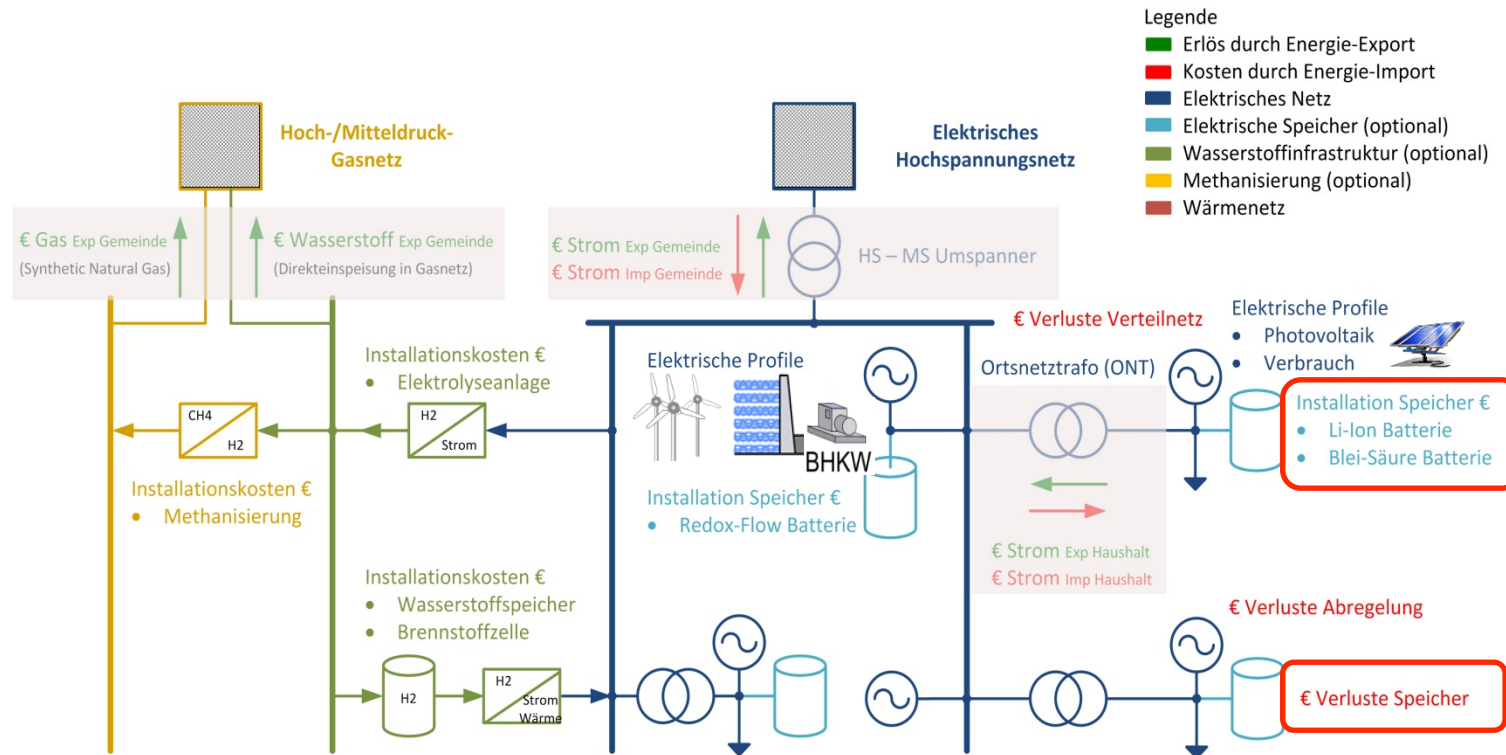 Legende
Erlös durch Energie-Export
Kosten durch Energie-Import
Elektrisches Netz
Elektrische Speicher (optional)
Wasserstoffinfrastruktur (optional)
Methanisierung (optional)
Wärmenetz
Hoch-/Mitteldruck-
Gasnetz
Elektrisches
Hochspannungsnetz
€ Gas Exp Gemeinde
(Synthetic Natural Gas)
€ Wasserstoff Exp Gemeinde
(Direkteinspeisung in Gasnetz)
€ Strom Exp Gemeinde
€ Strom Imp Gemeinde
HS – MS Umspanner
€ Verluste Verteilnetz
Elektrische Profile
• Photovoltaik
• Verbrauch
Installationskosten €
• Elektrolyseanlage
Elektrische Profile
BHKW
Ortsnetztrafo (ONT)
Installation Speicher €
• Li-Ion Batterie
• Blei-Säure Batterie
CH4
H2
H2
Strom
Installationskosten €
• Methanisierung
Installation Speicher €
• Redox-Flow Batterie
€ Strom Exp Haushalt
€ Strom Imp Haushalt
Installationskosten €
• Wasserstoffspeicher
• Brennstoffzelle
€ Verluste Abregelung
H2
H2
Strom
Wärme
€ Verluste Speicher